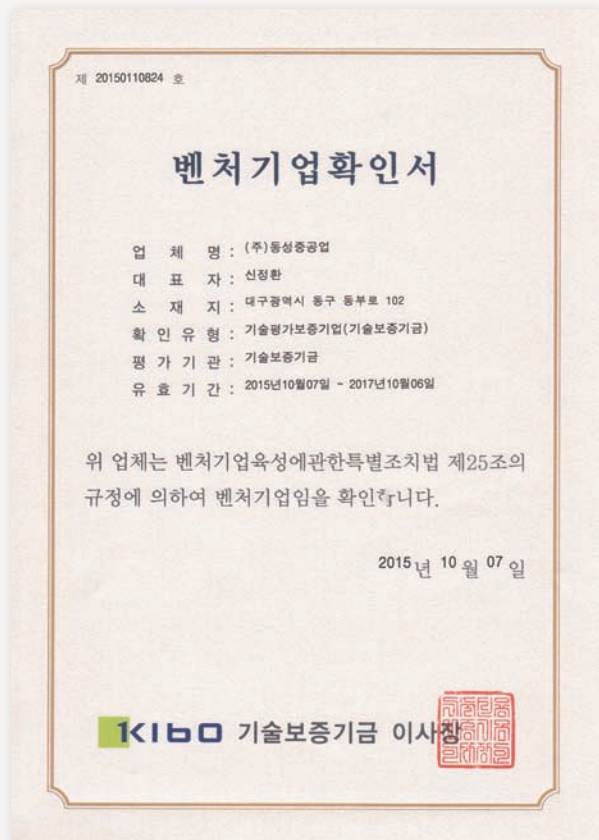 제 20150110824 호
벤처기업확인서
업 체 명 : (주)동성중공업
대 표 자 : 신정환
소 재 지 : 대구광역시 동구 동부로 102
확 인 유 형 : 기술평가보증기업(기술보증기금)
평 가 기 관 : 기술보증기금
유 효 기 간 : 2015년10월07일 - 2017년10월06일
위 업체는 벤처기업육성에관한특별조치법 제25조의
규정에 의하여 벤처기업임을 확인합니다.
2015년 10월 07일
KIBO 기술보증기금 이사장